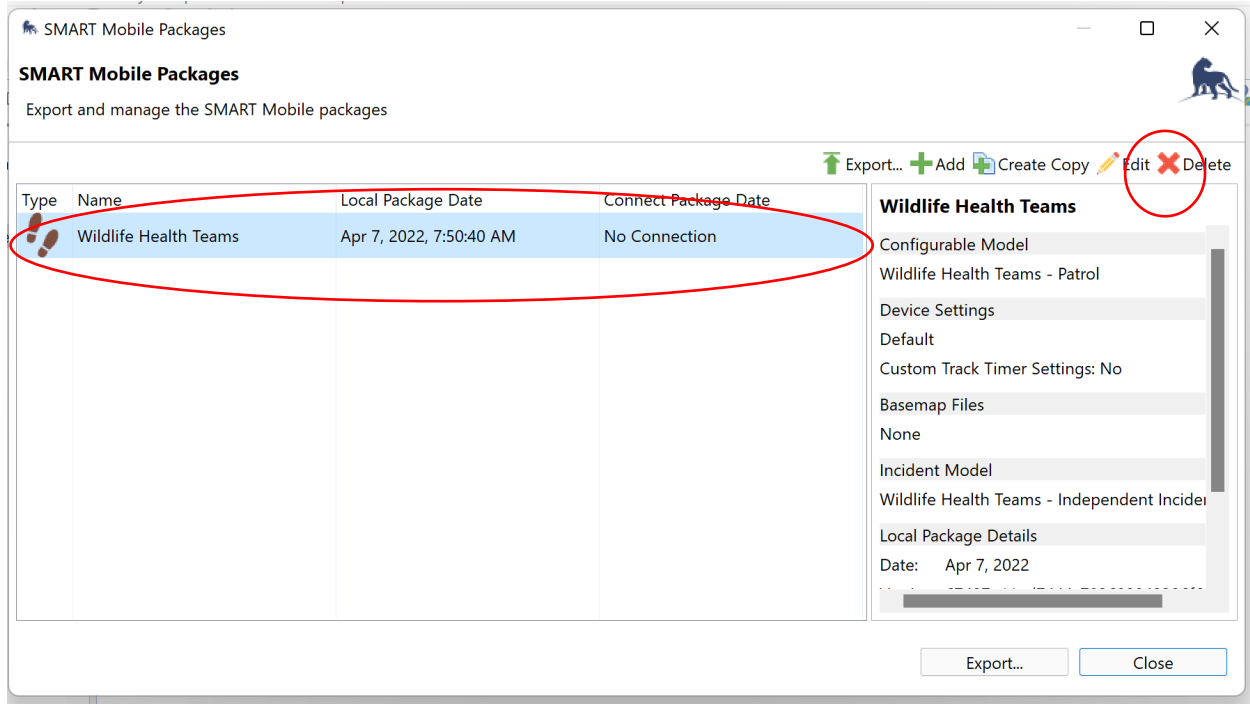 SMART Mobile Packages
SMART Mobile Packages
Export and manage the SMART Mobile packages
Export... Add Create Copy Edit Delete
Type Name Local Package Date Connect Package Date
Wildlife Health Teams Apr 7, 2022, 7:50:40 AM No Connection
Wildlife Health Teams
Configurable Model
Wildlife Health Teams - Patrol
Device Settings
Default
Custom Track Timer Settings: No
Basemap Files
None
Incident Model
Wildlife Health Teams - Independent Incider
Local Package Details
Date: Apr 7, 2022
Export... Close